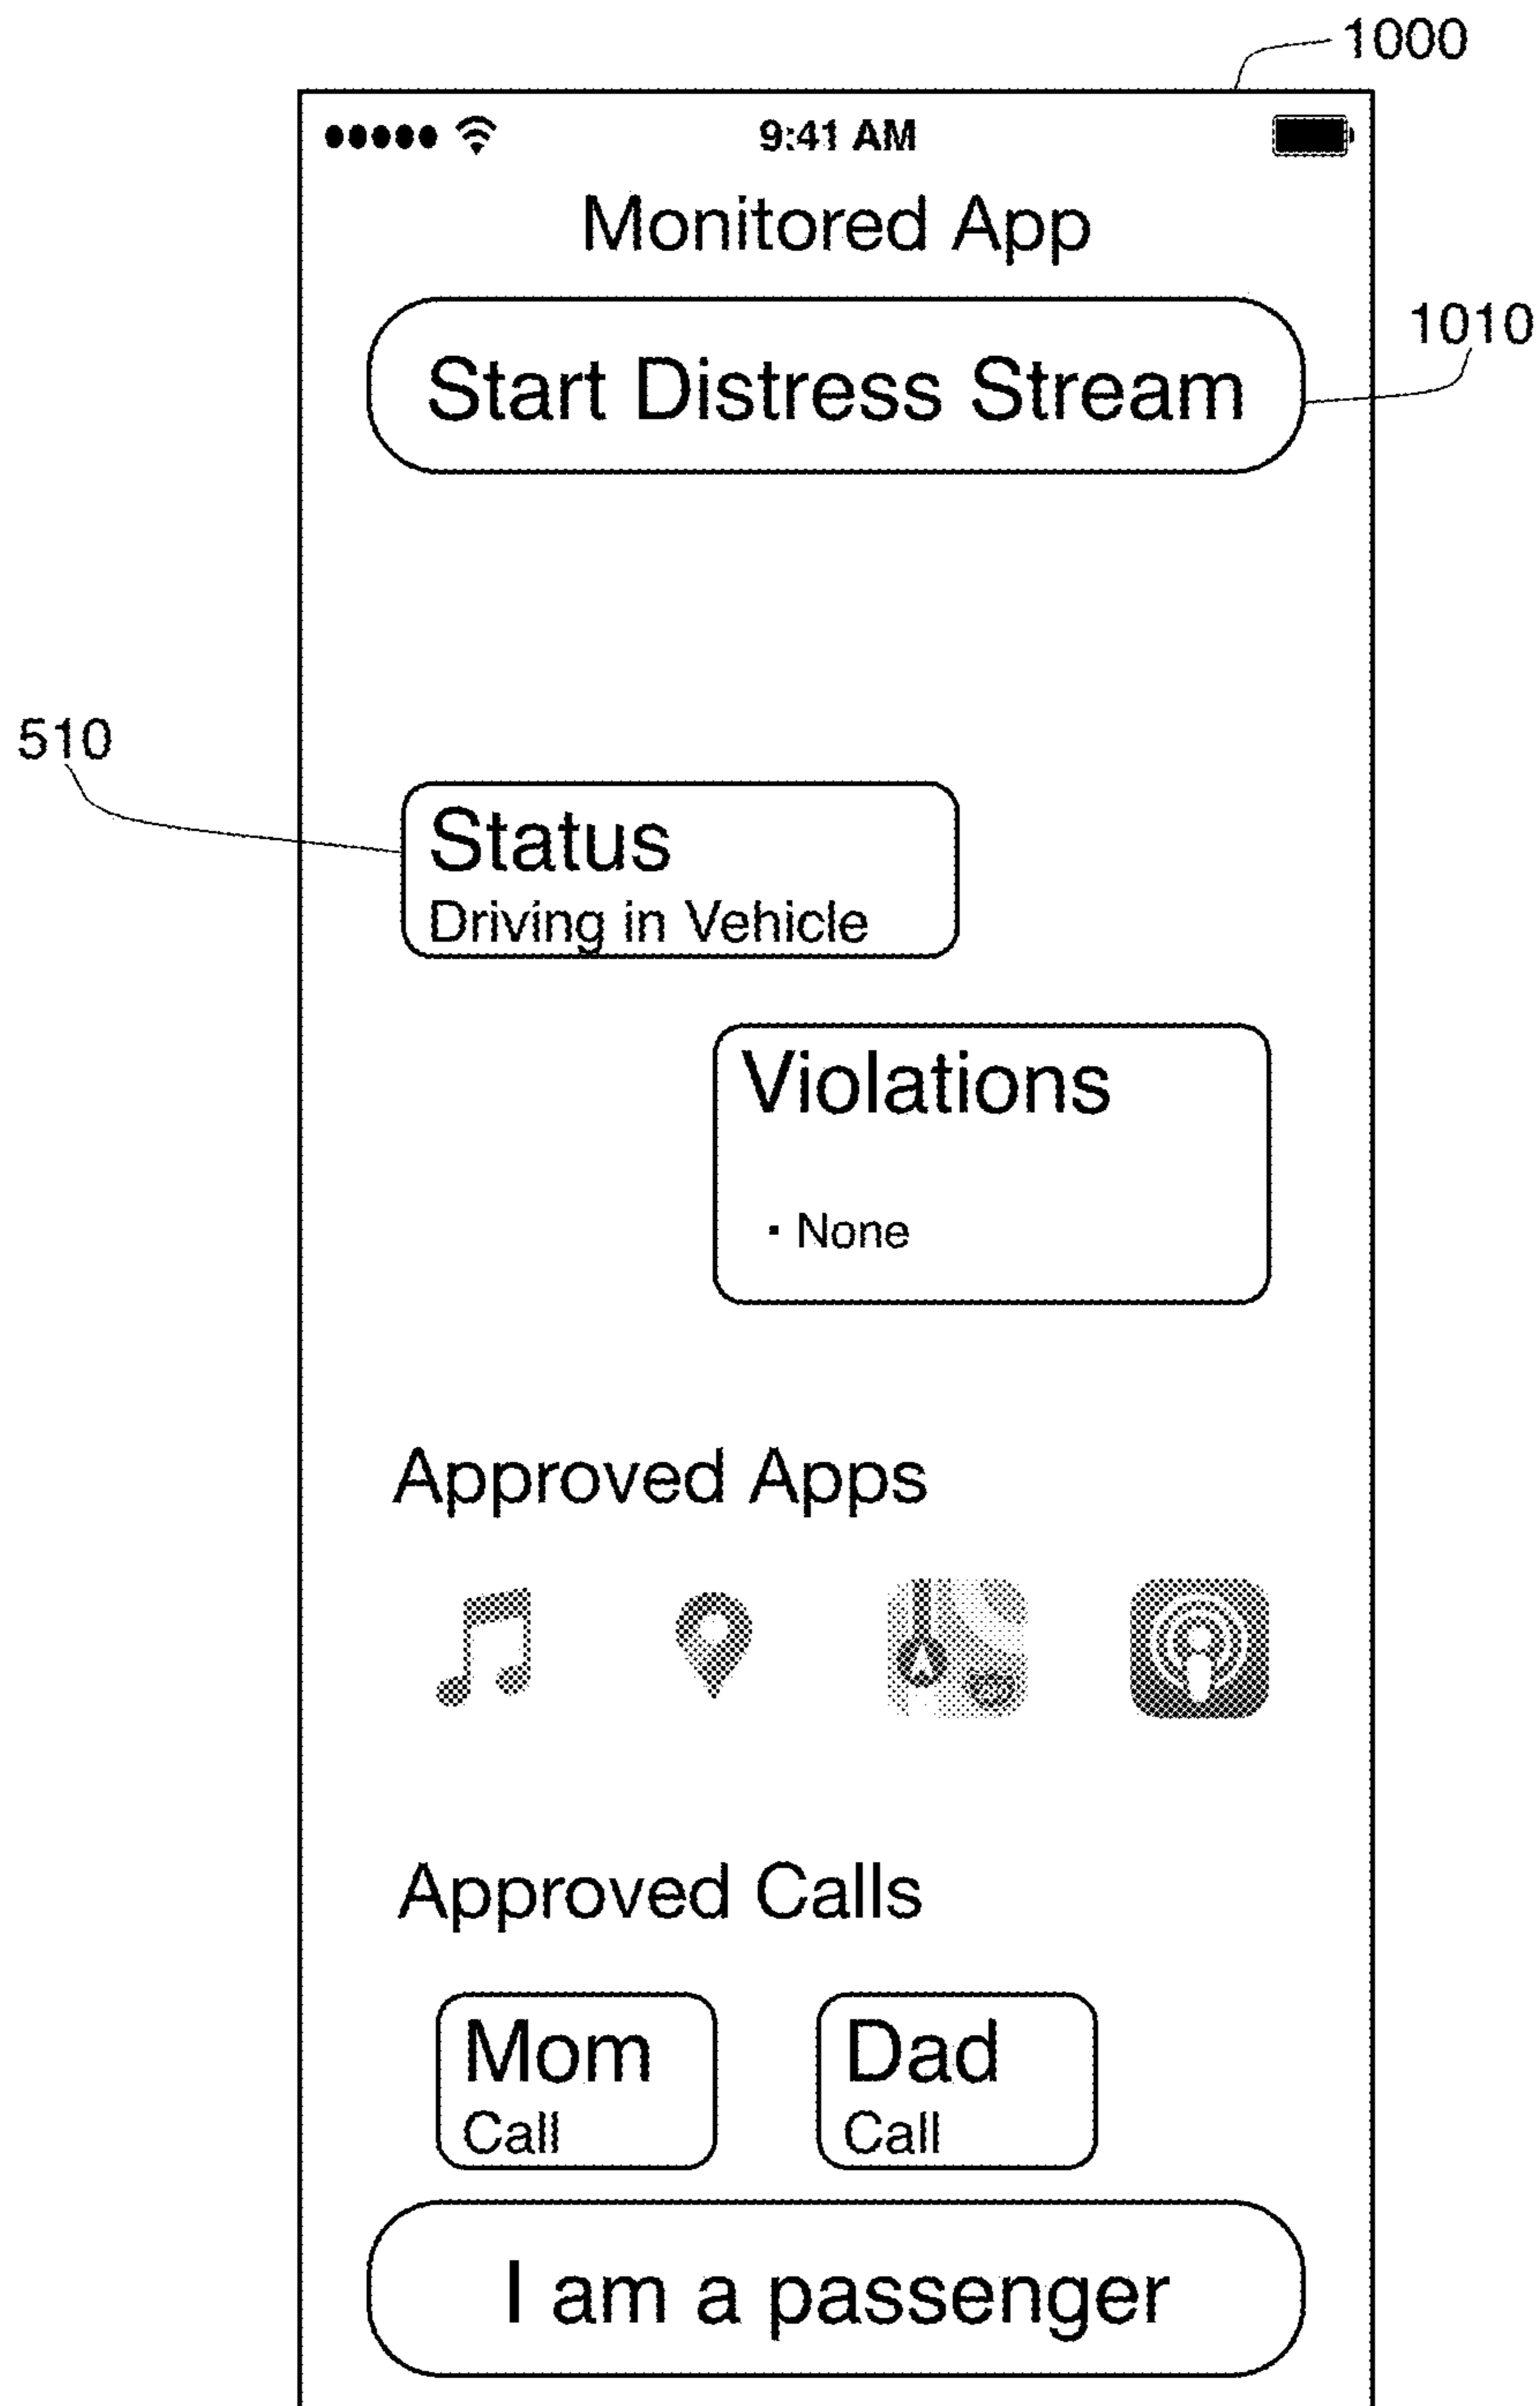 1000
9:41 AM
Monitored App
1010
Start Distress Stream
510
Status
Driving in Vehicle
Violations
· None
Approved Apps
Approved Calls
Mom
Call
Dad
Call
I am a passenger